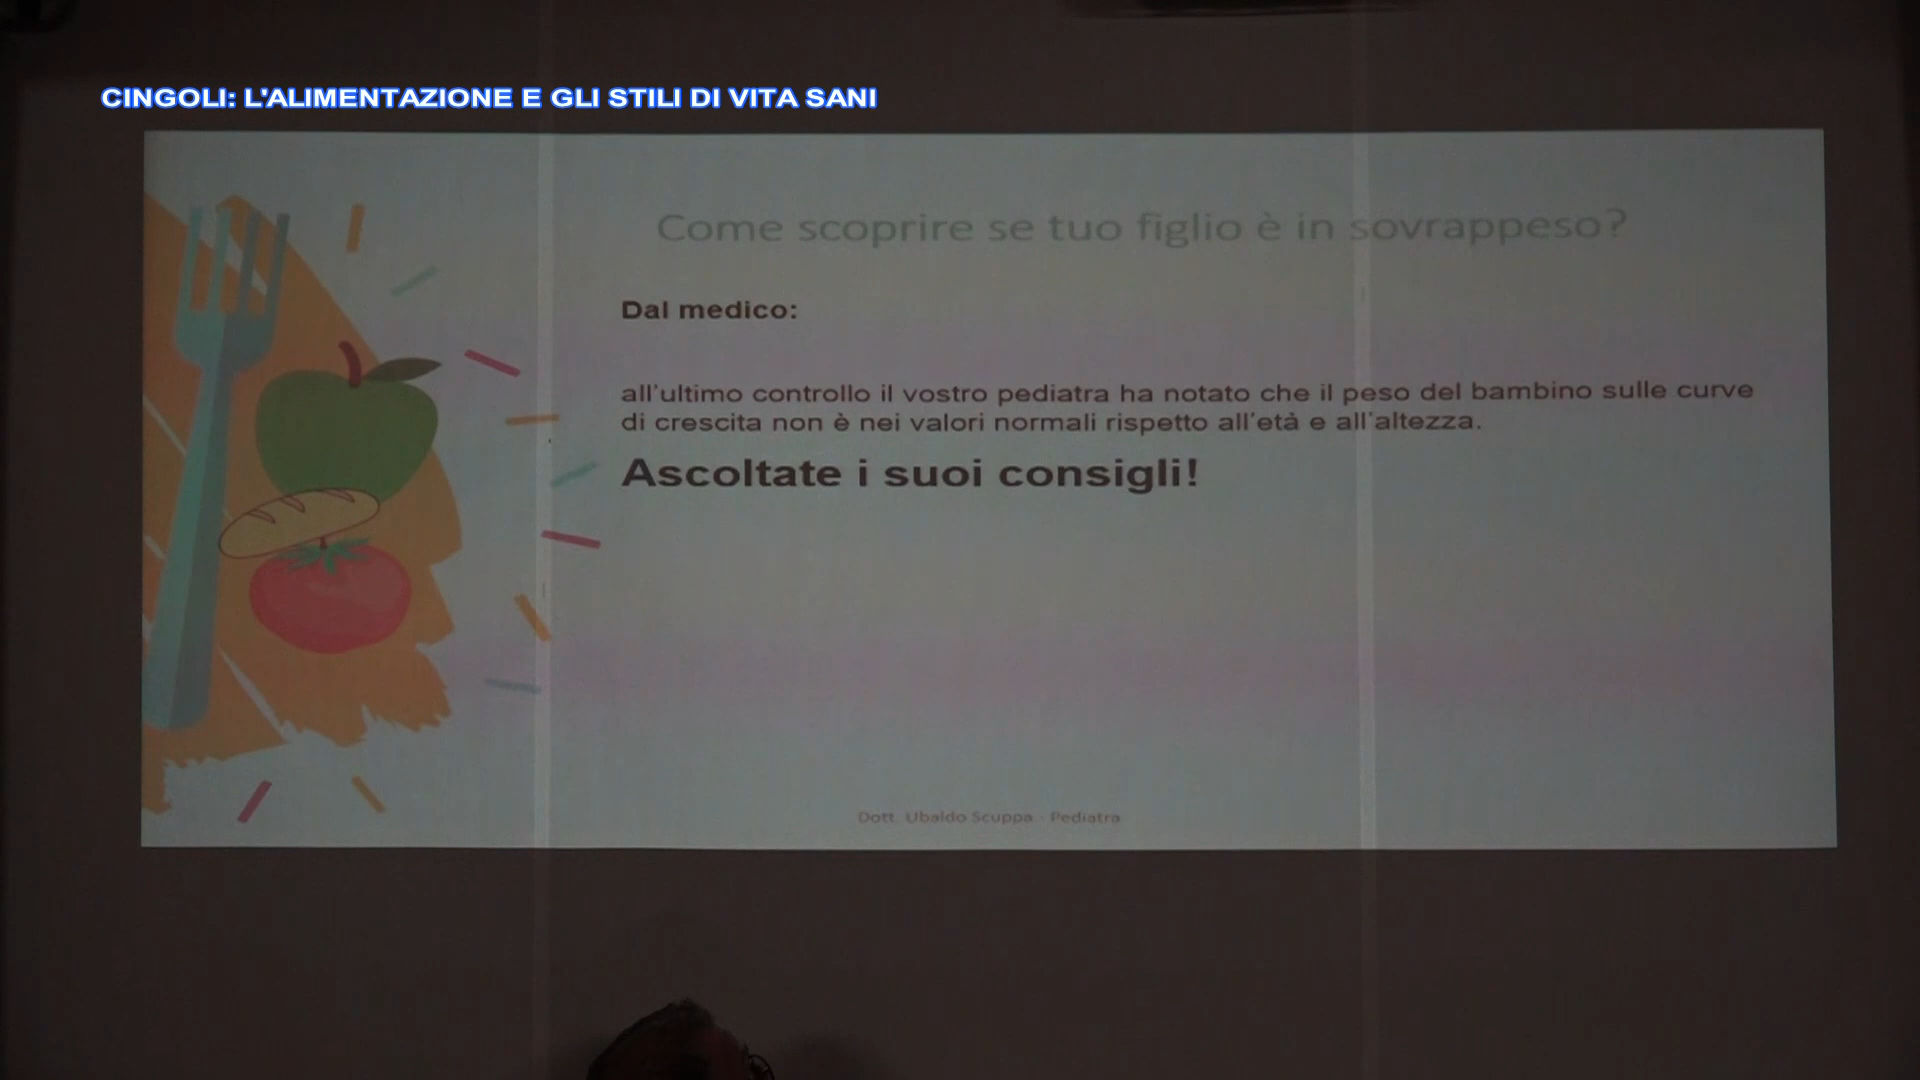 CINGOLI: L'ALIMENTAZIONE E GLI STILI DI VITA SANI
Come scoprire se tuo figlio è in sovrappeso?
Dal medico:
all'ultimo controllo il vostro pediatra ha notato che il peso del bambino sulle curve
di crescita non è nei valori normali rispetto all'età e all'altezza.
Ascoltate i suoi consigli!
Dott. Ubaldo Scuppa - Pediatra